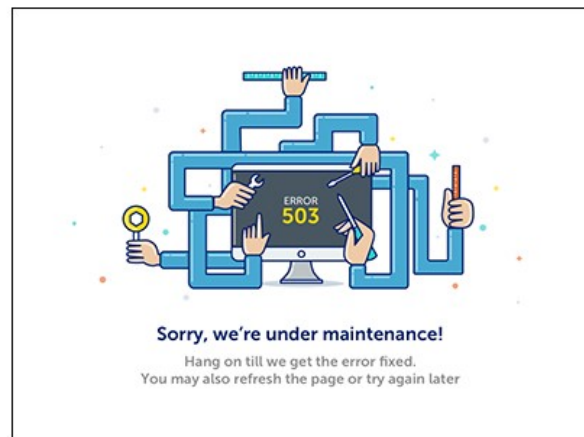 ERROR
503
Sorry, we're under maintenance!
Hang on till we get the error fixed.
You may also refresh the page or try again later